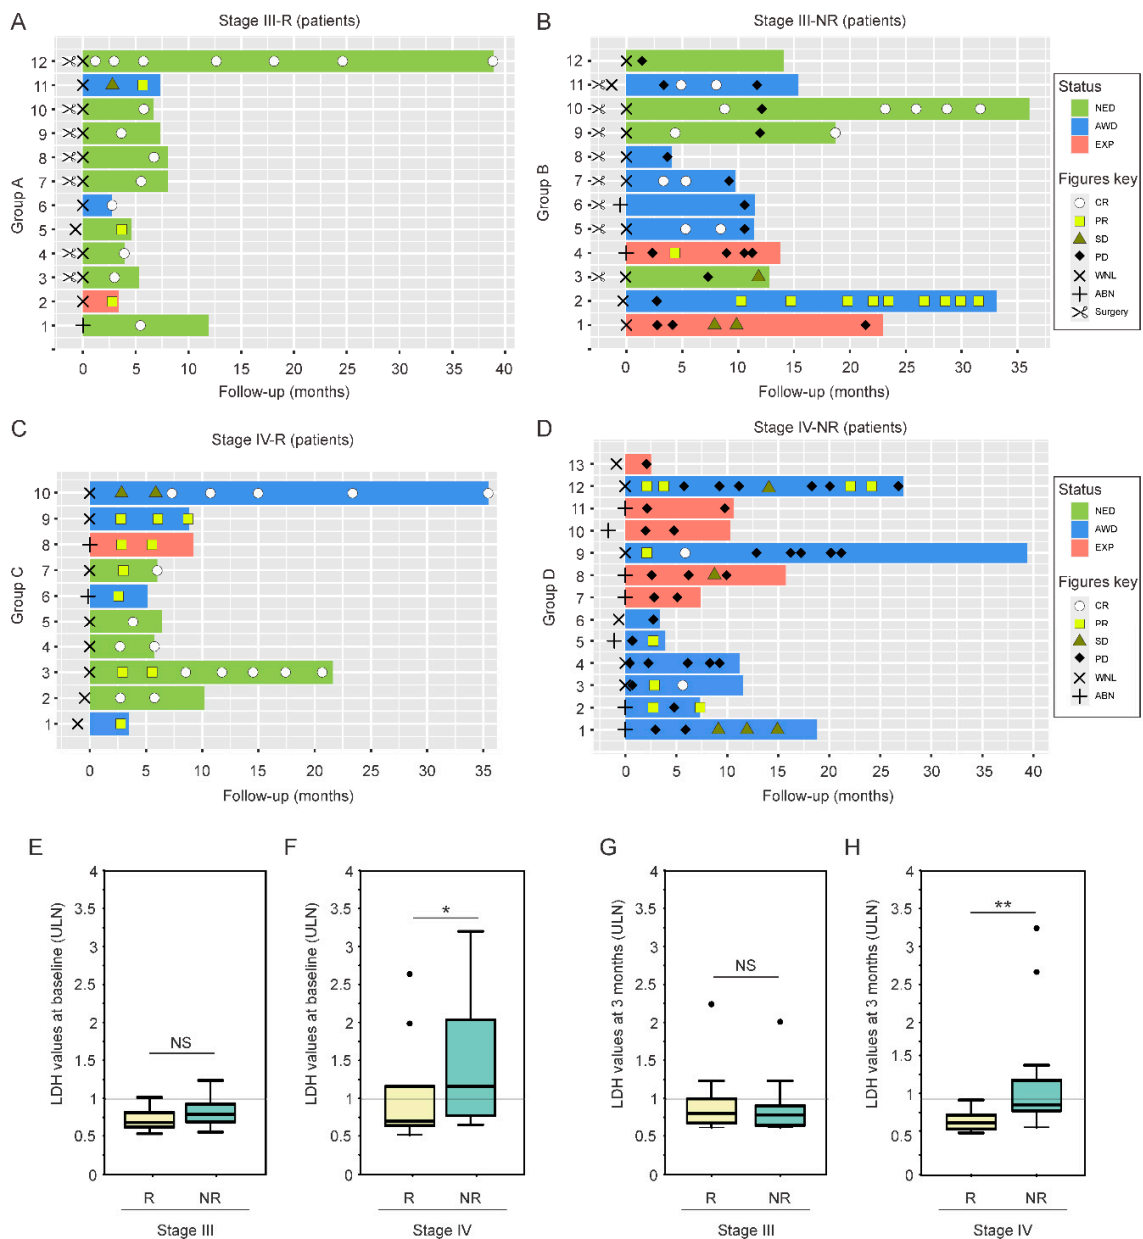 A
Stage III-R (patients)
12
11
10
9
8
7
6
5
4
3
2
1
Group A
0
5
10
15
20
25
30
35
40
Follow-up (months)
B
Stage III-NR (patients)
12
11
10
9
8
7
6
5
4
3
2
1
Group B
0
5
10
15
20
25
30
35
Follow-up (months)
Status
NED
AWD
EXP
Figures key
CR
PR
SD
PD
WNL
ABN
Surgery
C
Stage IV-R (patients)
10
9
8
7
6
5
4
3
2
1
Group C
0
5
10
15
20
25
30
35
Follow-up (months)
D
Stage IV-NR (patients)
13
12
11
10
9
8
7
6
5
4
3
2
1
Group D
0
5
10
15
20
25
30
35
40
Follow-up (months)
Status
NED
AWD
EXP
Figures key
CR
PR
SD
PD
WNL
ABN
E
LDH values at baseline (ULN)
4
3.5
3
2.5
2
1.5
1
0.5
0
NS
R
NR
Stage III
F
LDH values at baseline (ULN)
4
3.5
3
2.5
2
1.5
1
0.5
0
*
R
NR
Stage IV
G
LDH values at 3 months (ULN)
4
3.5
3
2.5
2
1.5
1
0.5
0
NS
R
NR
Stage III
H
LDH values at 3 months (ULN)
4
3.5
3
2.5
2
1.5
1
0.5
0
**
R
NR
Stage IV